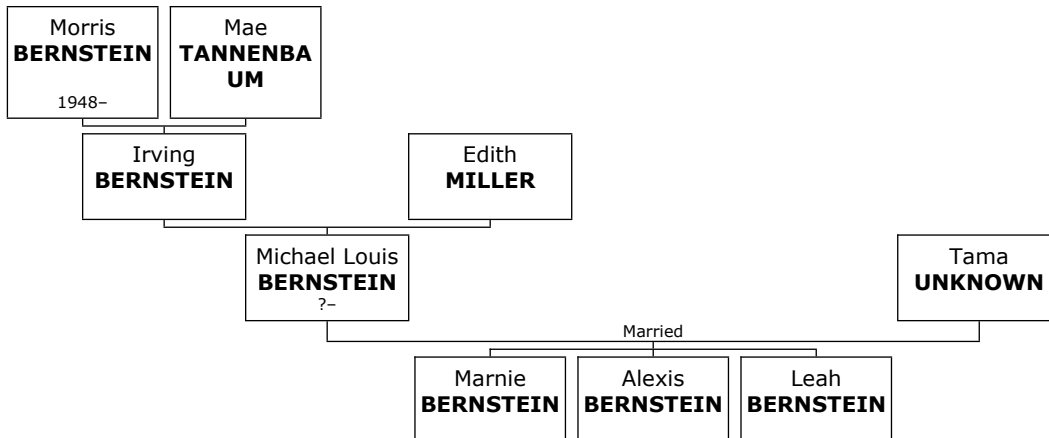 Morris
BERNSTEIN
1948–
Mae
TANNENBA
UM
Irving
BERNSTEIN
Edith
MILLER
Michael Louis
BERNSTEIN
?–
Tama
UNKNOWN
Married
Marnie
BERNSTEIN
Alexis
BERNSTEIN
Leah
BERNSTEIN